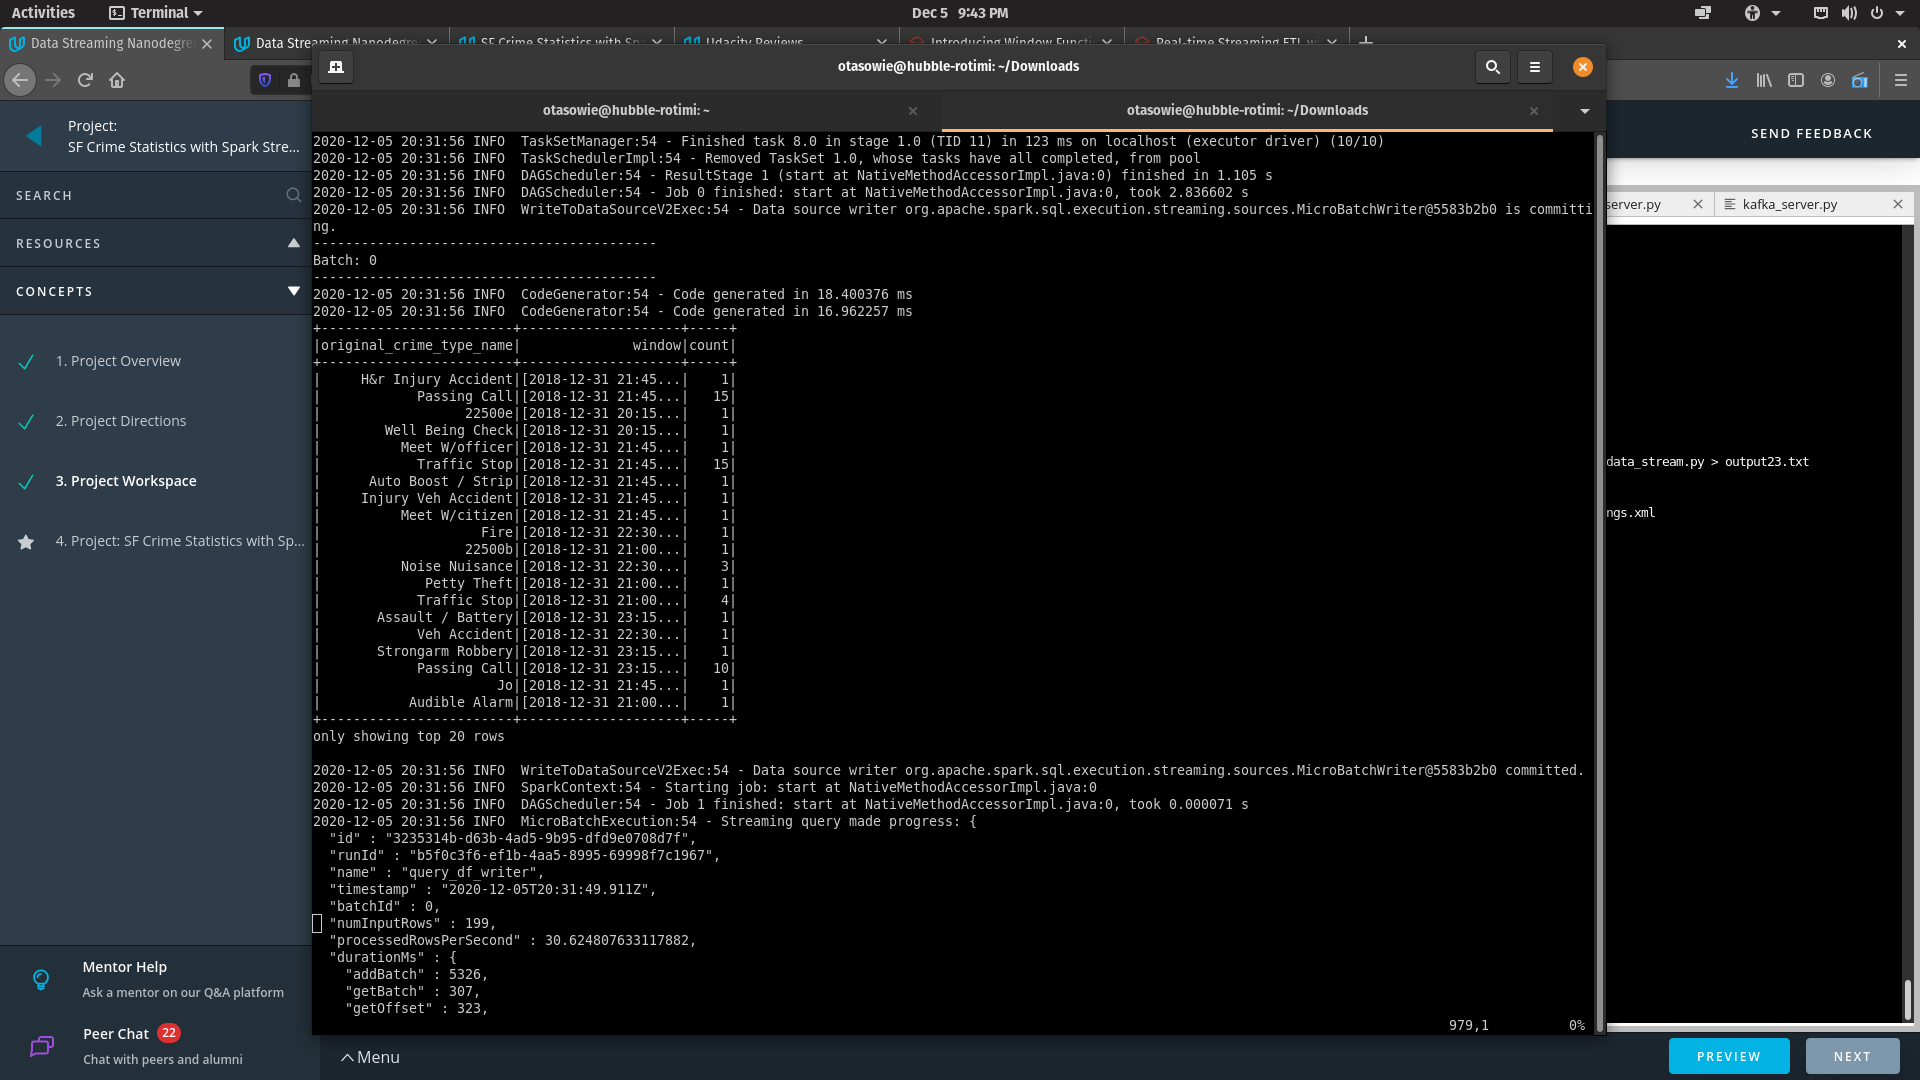 Activities
Terminal
Dec 5 9:43 PM
Data Streaming Nanodegre
Data Streaming Nanodegre
SF Crime Statistics with Sp
Udacity Reviews
Introducing Window Functi
Real-time Streaming ETL wi
otasowie@hubble-rotimi: ~/Downloads
otasowie@hubble-rotimi: ~
otasowie@hubble-rotimi: ~/Downloads
Project:
SF Crime Statistics with Spark Stre...
SEND FEEDBACK
SEARCH
RESOURCES
CONCEPTS
1. Project Overview
2. Project Directions
3. Project Workspace
4. Project: SF Crime Statistics with Sp...
Mentor Help
Ask a mentor on our Q&A platform
Peer Chat 22
Chat with peers and alumni
2020-12-05 20:31:56 INFO  TaskSetManager:54 - Finished task 8.0 in stage 1.0 (TID 11) in 123 ms on localhost (executor driver) (10/10)
2020-12-05 20:31:56 INFO  TaskSchedulerImpl:54 - Removed TaskSet 1.0, whose tasks have all completed, from pool
2020-12-05 20:31:56 INFO  DAGScheduler:54 - ResultStage 1 (start at NativeMethodAccessorImpl.java:0) finished in 1.105 s
2020-12-05 20:31:56 INFO  DAGScheduler:54 - Job 0 finished: start at NativeMethodAccessorImpl.java:0, took 2.836602 s
2020-12-05 20:31:56 INFO  WriteToDataSourceV2Exec:54 - Data source writer org.apache.spark.sql.execution.streaming.sources.MicroBatchWriter@5583b2b0 is committi
ng.
-------------------------------------------
Batch: 0
-------------------------------------------
2020-12-05 20:31:56 INFO  CodeGenerator:54 - Code generated in 18.400376 ms
2020-12-05 20:31:56 INFO  CodeGenerator:54 - Code generated in 16.962257 ms
+------------------------+--------------------+-----+
|original_crime_type_name|              window|count|
+------------------------+--------------------+-----+
|     H&r Injury Accident|[2018-12-31 21:45...|    1|
|            Passing Call|[2018-12-31 21:45...|   15|
|                  22500e|[2018-12-31 20:15...|    1|
|        Well Being Check|[2018-12-31 20:15...|    1|
|          Meet W/officer|[2018-12-31 21:45...|    1|
|            Traffic Stop|[2018-12-31 21:45...|   15|
|      Auto Boost / Strip|[2018-12-31 21:45...|    1|
|     Injury Veh Accident|[2018-12-31 21:45...|    1|
|          Meet W/citizen|[2018-12-31 21:45...|    1|
|                    Fire|[2018-12-31 22:30...|    1|
|                  22500b|[2018-12-31 21:00...|    1|
|          Noise Nuisance|[2018-12-31 22:30...|    3|
|             Petty Theft|[2018-12-31 21:00...|    1|
|            Traffic Stop|[2018-12-31 21:00...|    4|
|       Assault / Battery|[2018-12-31 23:15...|    1|
|            Veh Accident|[2018-12-31 22:30...|    1|
|       Strongarm Robbery|[2018-12-31 23:15...|    1|
|            Passing Call|[2018-12-31 23:15...|   10|
|                      Jo|[2018-12-31 21:45...|    1|
|           Audible Alarm|[2018-12-31 21:00...|    1|
+------------------------+--------------------+-----+
only showing top 20 rows
2020-12-05 20:31:56 INFO  WriteToDataSourceV2Exec:54 - Data source writer org.apache.spark.sql.execution.streaming.sources.MicroBatchWriter@5583b2b0 committed.
2020-12-05 20:31:56 INFO  SparkContext:54 - Starting job: start at NativeMethodAccessorImpl.java:0
2020-12-05 20:31:56 INFO  DAGScheduler:54 - Job 1 finished: start at NativeMethodAccessorImpl.java:0, took 0.000071 s
2020-12-05 20:31:56 INFO  MicroBatchExecution:54 - Streaming query made progress: {
  "id" : "3235314b-d63b-4ad5-9b95-dfd9e0708d7f",
  "runId" : "b5f0c3f6-ef1b-4aa5-8995-69998f7c1967",
  "name" : "query_df_writer",
  "timestamp" : "2020-12-05T20:31:49.911Z",
  "batchId" : 0,
  "numInputRows" : 199,
  "processedRowsPerSecond" : 30.624807633117882,
  "durationMs" : {
    "addBatch" : 5326,
    "getBatch" : 307,
    "getOffset" : 323,
979,1 0%
server.py
kafka_server.py
data_stream.py > output23.txt
ngs.xml
Menu
PREVIEW
NEXT